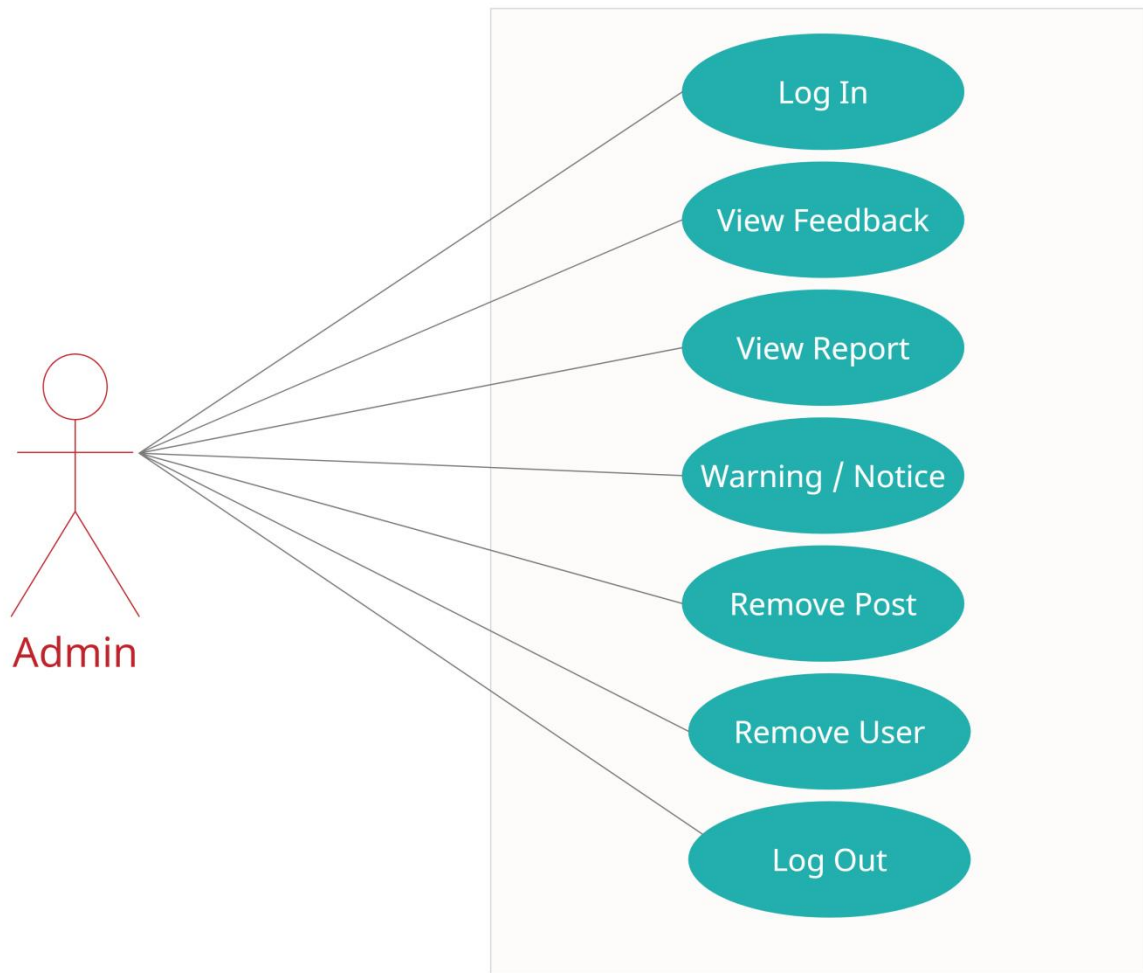 Log In
View Feedback
View Report
Warning / Notice
Remove Post
Admin
Remove User
Log Out